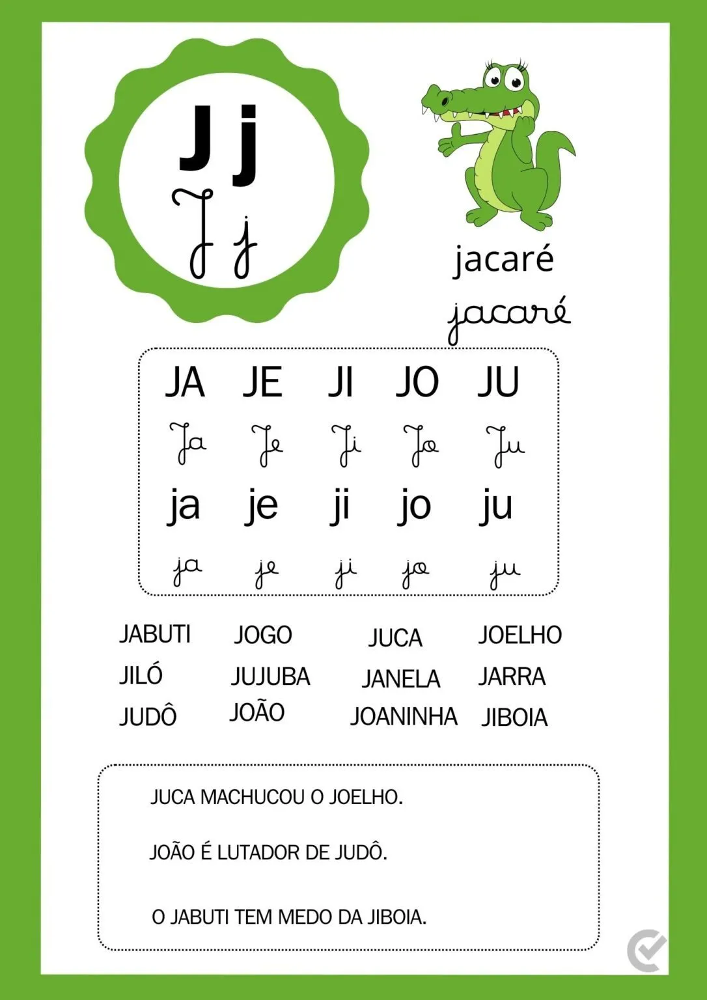 J j
J j
jacaré
jacaré
JA JE JI JO JU
Ja Je Ji Jo Ju
ja je ji jo ju
ja je ji jo ju
JABUTI JOGO JUCA JOELHO
JILÓ JUJUBA JANELA JARRA
JUDÔ JOÃO JOANINHA JIBOIA
JUCA MACHUCOU O JOELHO.
JOÃO É LUTADOR DE JUDÔ.
O JABUTI TEM MEDO DA JIBOIA.